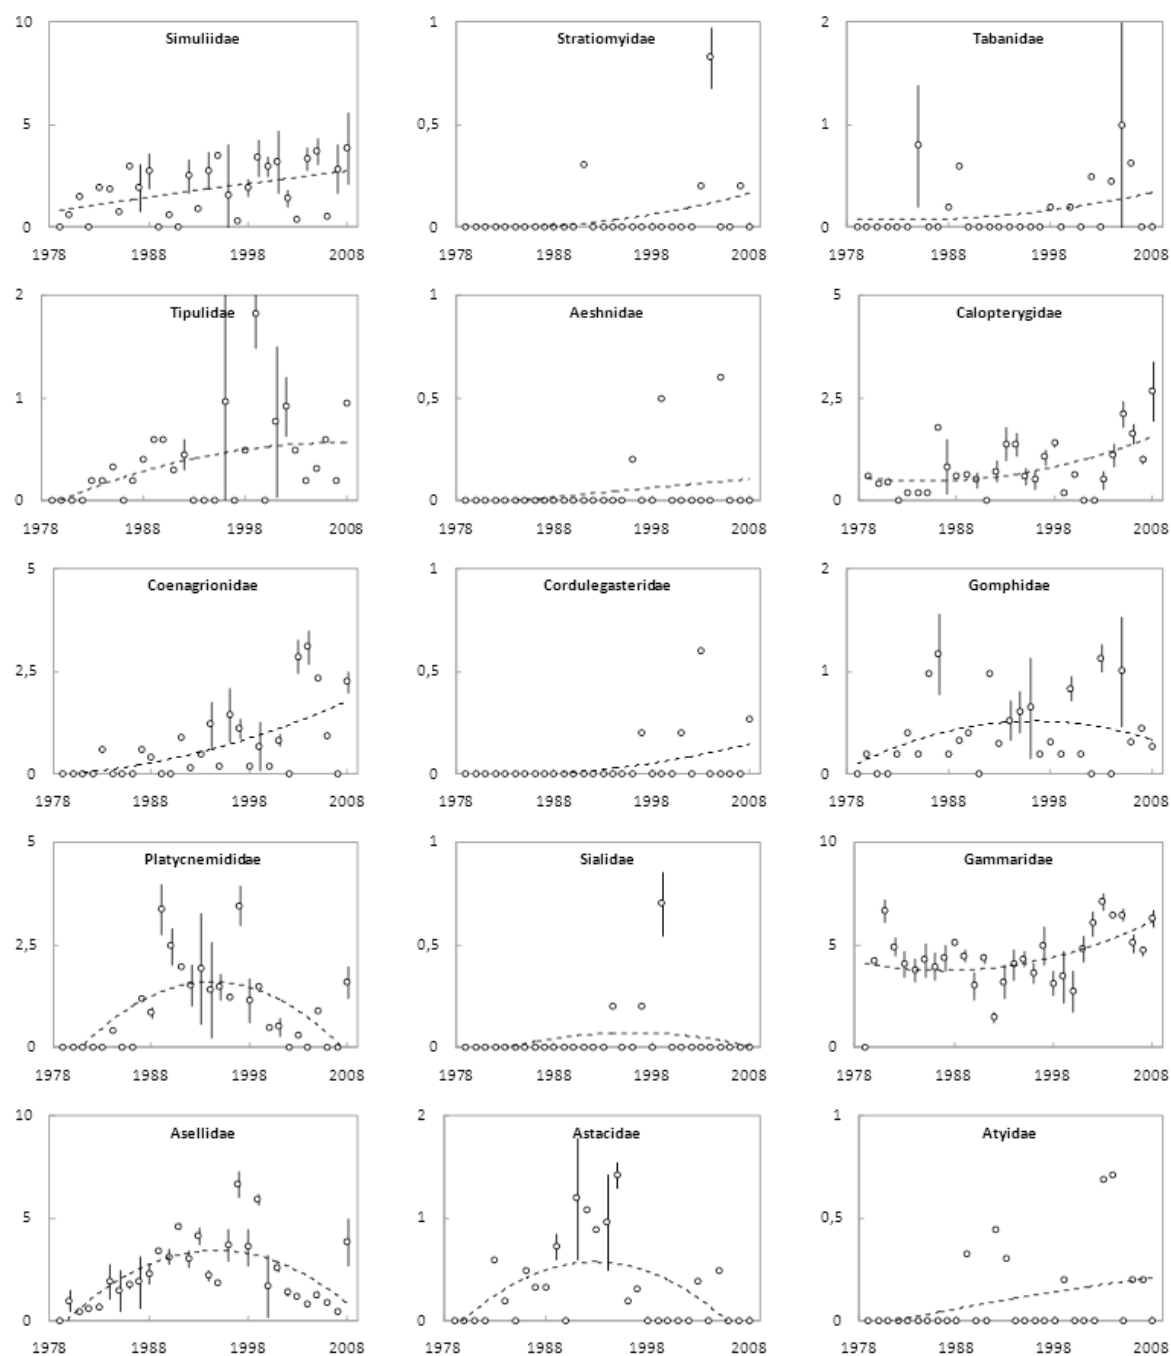 10 1 2
Simuliidae Stratiomyidae Tabanidae
5 0,5 1
0 0 0
1978 1988 1998 2008 1978 1988 1998 2008 1978 1988 1998 2008
2 1 5
Tipulidae Aeshnidae Calopterygidae
1 0,5 2,5
0 0 0
1978 1988 1998 2008 1978 1988 1998 2008 1978 1988 1998 2008
5 1 2
Coenagrionidae Cordulegasteridae Gomphidae
2,5 0,5 1
0 0 0
1978 1988 1998 2008 1978 1988 1998 2008 1978 1988 1998 2008
5 1 10
Platycnemididae Sialidae Gammaridae
2,5 0,5 5
0 0 0
1978 1988 1998 2008 1978 1988 1998 2008 1978 1988 1998 2008
10 2 1
Asellidae Astacidae Atyidae
5 1 0,5
0 0 0
1978 1988 1998 2008 1978 1988 1998 2008 1978 1988 1998 2008